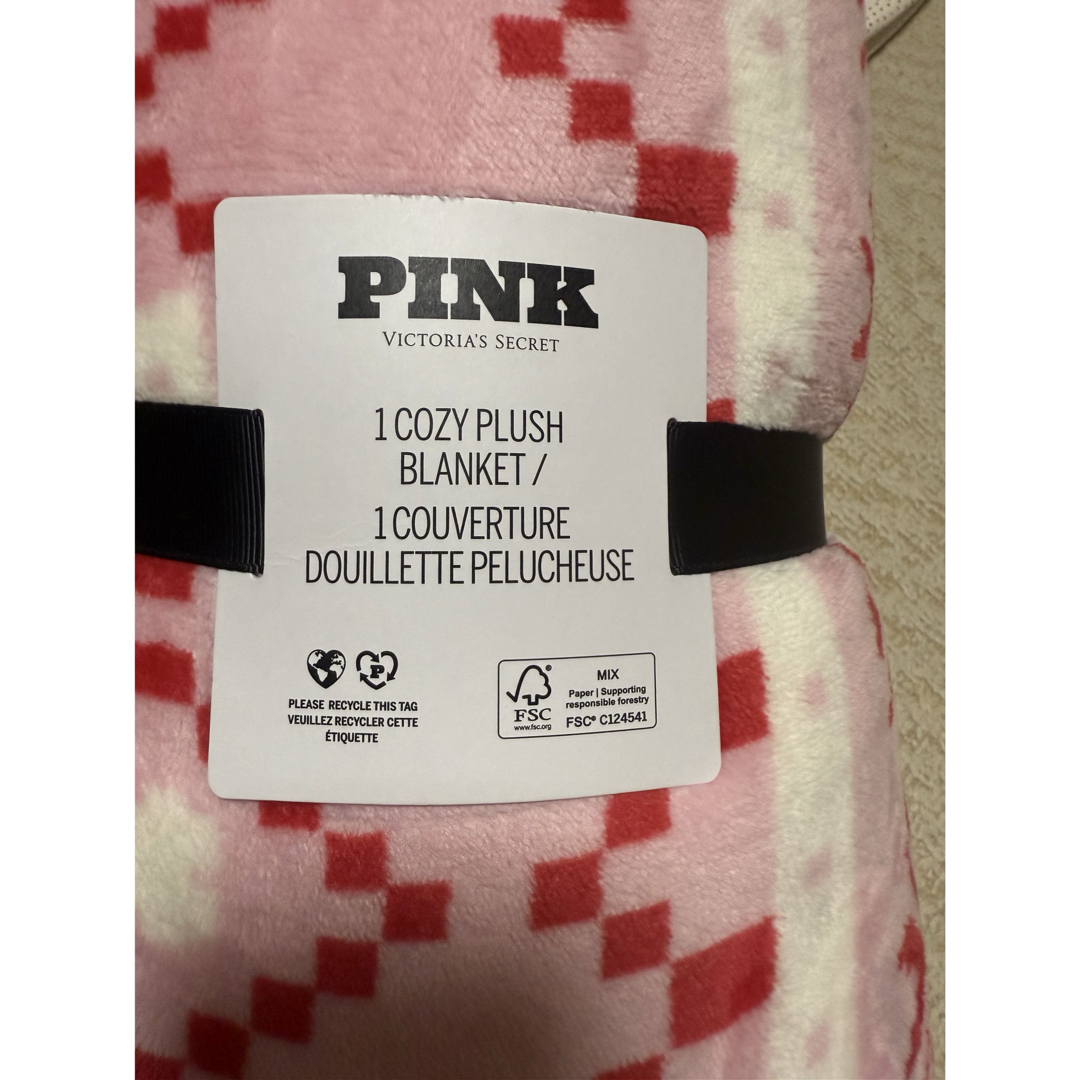 PINK
VICTORIA'S SECRET
1 COZY PLUSH
BLANKET /
1 COUVERTURE
DOUILLETTE PELUCHEUSE
P
PLEASE RECYCLE THIS TAG
VEUILLEZ RECYCLER CETTE
ÉTIQUETTE
FSC®
www.fsc.org
MIX
Paper | Supporting
responsible forestry
FSC® C124541